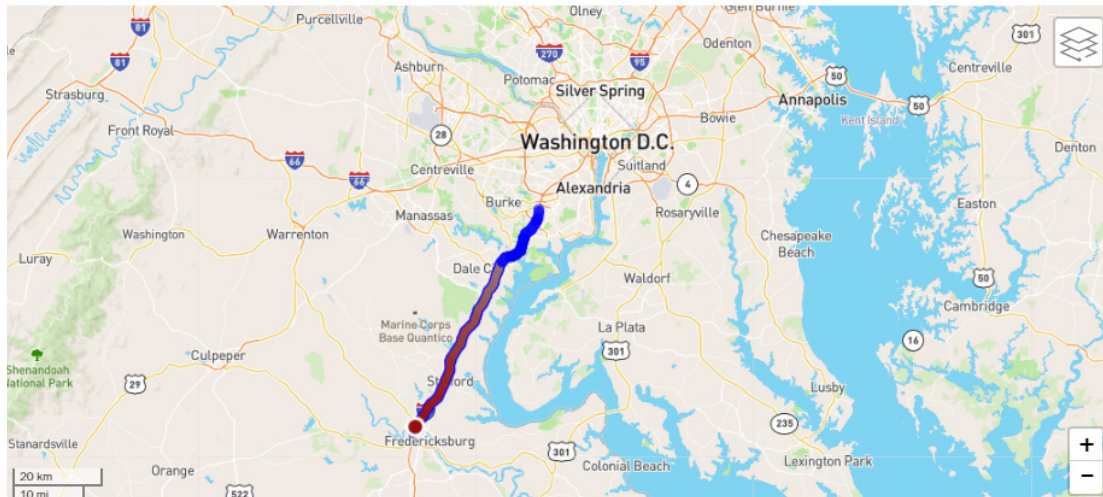 Olney
Glen Burnie
Purcellville
81
301
Odenton
270
95
81
Ashburn
Potomac
50
Centreville
Strasburg
Silver Spring
Annapolis
50
Bowie
Kent Island
Front Royal
28
Washington D.C.
Denton
66
Centreville
Suitland
66
4
Alexandria
Burke
Easton
Manassas
Rosaryville
Washington
Warrenton
Chesapeake
Beach
Luray
Dale C
50
Waldorf
Cambridge
Marine Corps
Base Quantico
La Plata
16
Culpeper
301
Shenandoah
National Park
29
St
ford
Lusby
235
Stanardsville
Fredericksburg
301
+
Lexington Park
Orange
Colonial Beach
20 km
−
522
10 mi